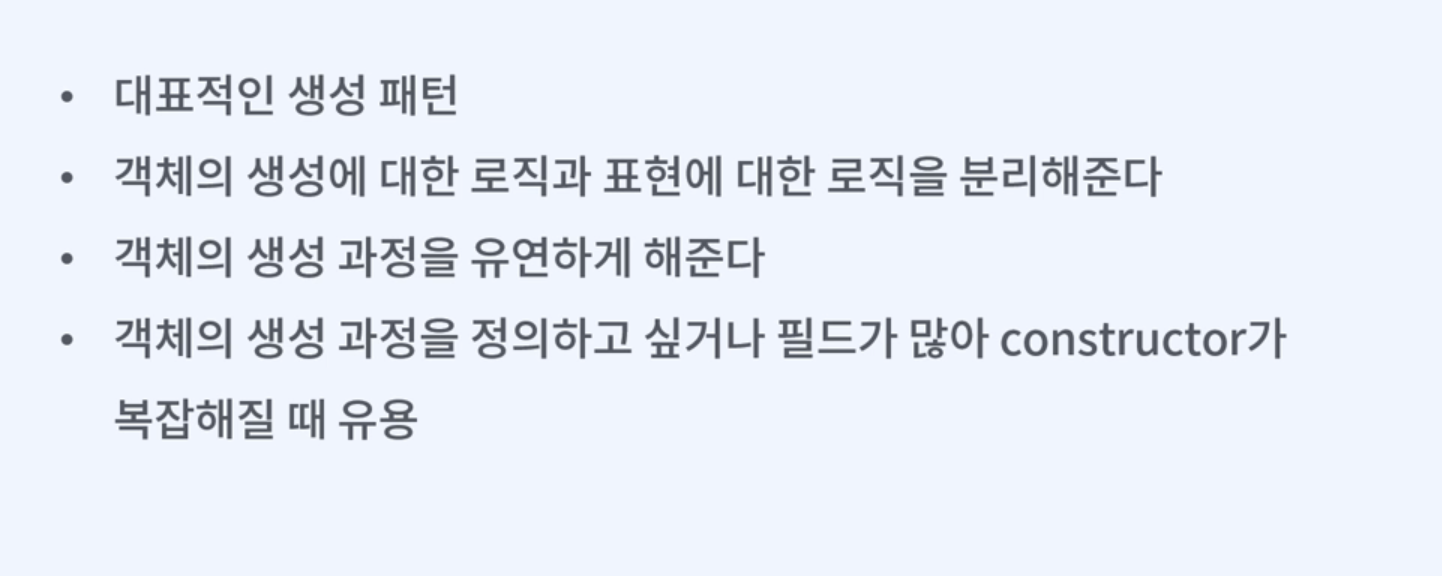 • 대표적인 생성 패턴
• 객체의 생성에 대한 로직과 표현에 대한 로직을 분리해준다
• 객체의 생성 과정을 유연하게 해준다
• 객체의 생성 과정을 정의하고 싶거나 필드가 많아 constructor가
복잡해질 때 유용